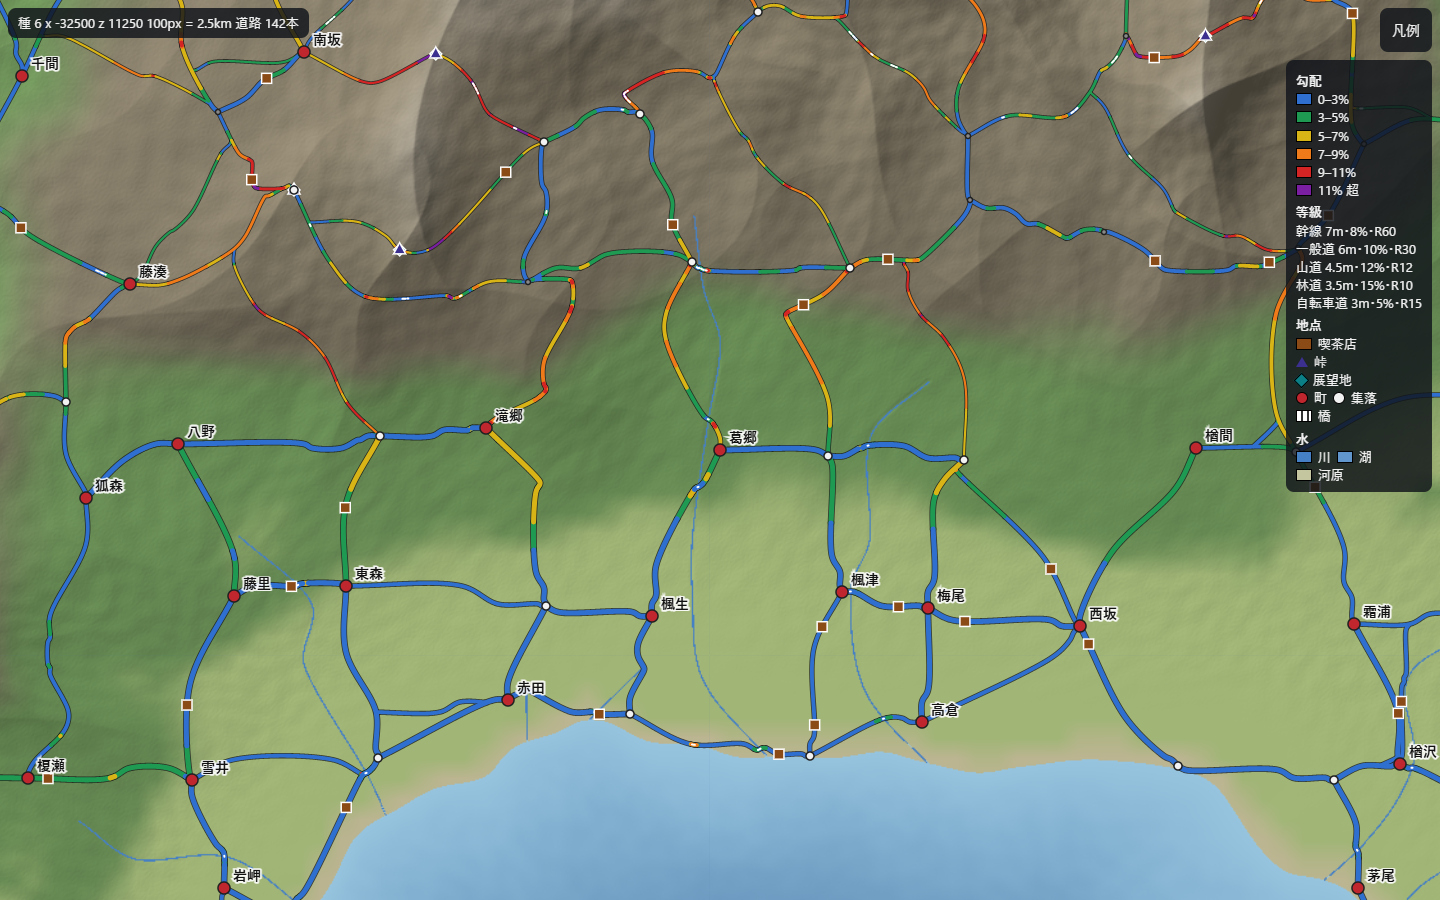 種 6 x -32500 z 11250 100px = 2.5km 道路 142本
凡例
南坂
千間
勾配
0–3%
3–5%
5–7%
7–9%
9–11%
11% 超
等級
幹線 7m･8%･R60
一般道 6m･10%･R30
山道 4.5m･12%･R12
林道 3.5m･15%･R10
自転車道 3m･5%･R15
地点
喫茶店
峠
展望地
町 集落
橋
水
川 湖
河原
藤湊
滝郷
八野
葛郷
楢間
狐森
藤里
東森
楓生
楓津
梅尾
西坂
霜浦
赤田
高倉
榎瀬
雪井
楢沢
岩岬
茅尾